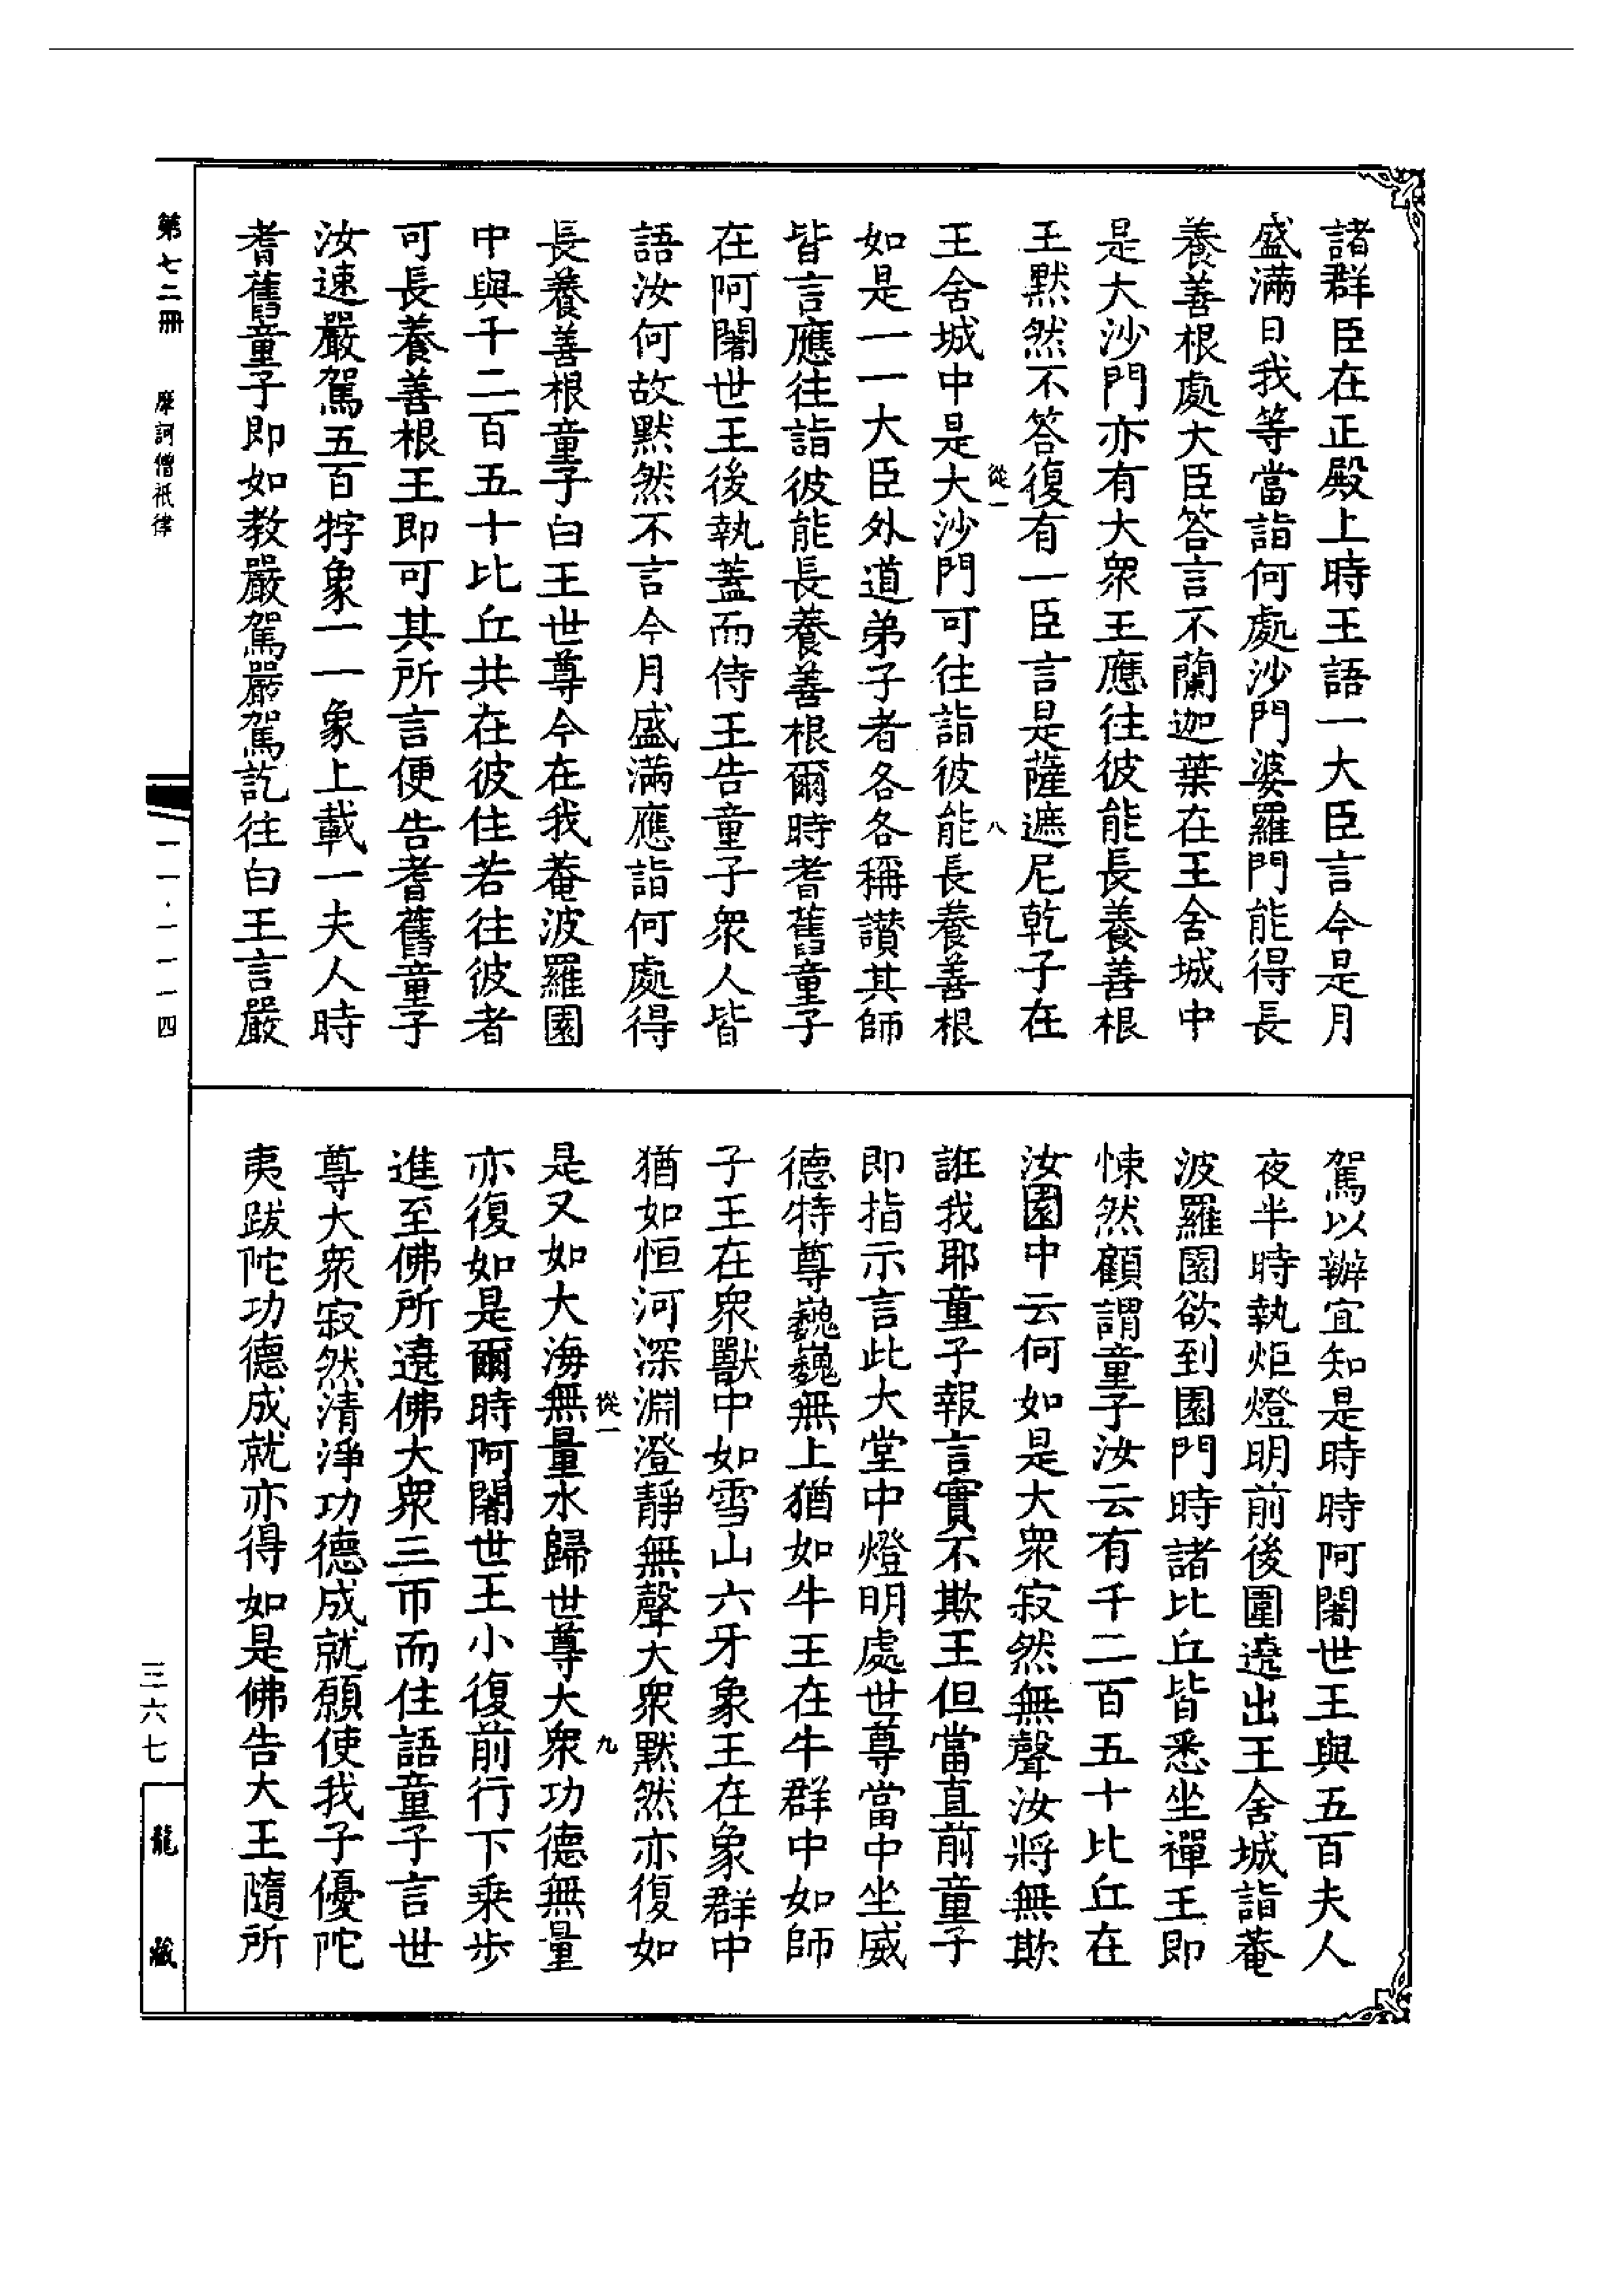 諸群臣在正殿上時王語一大臣言今是月
盛滿日我等當詣何處沙門婆羅門能得長
養善根處大臣答言不蘭迦葉在王舍城中
是大沙門亦有大衆王應往彼能長養善根
王默然不答復有一臣言是薩遮尼乾子在
從一
八
王舍城中是大沙門可往詣彼能長養善根
如是一一大臣外道弟子者各各稱讚其師
皆言應往詣彼能長養善根爾時耆舊童子
在阿闍世王後執蓋而侍王告童子衆人皆
語汝何故默然不言今月盛滿應詣何處得
長養善根童子白王世尊今在我菴波羅園
中與千二百五十比丘共在彼住若往彼者
可長養善根王即可其所言便告耆舊童子
汝速嚴駕五百牸象一一象上載一夫人時
耆舊童子即如教嚴駕嚴駕訖往白王言嚴
駕以辦宜知是時時阿闍世王與五百夫人
夜半時執炬燈明前後圍遶出王舍城詣菴
波羅園欲到園門時諸比丘皆悉坐禪王即
悚然顧謂童子汝云有千二百五十比丘在
汝園中云何如是大衆寂然無聲汝將無欺
誑我耶童子報言實不欺王但當直前童子
即指示言此大堂中燈明處世尊當中坐威
德特尊巍巍無上猶如牛王在牛群中如師
子王在衆獸中如雪山六牙象王在象群中
猶如恒河深淵澄靜無聲大衆默然亦復如
從一
九
是又如大海無量水歸世尊大衆功德無量
亦復如是爾時阿闍世王小復前行下乘步
進至佛所遶佛大衆三帀而住語童子言世
尊大衆寂然清淨功德成就願使我子優陀
夷跋陀功德成就亦得如是佛告大王隨所
第七二冊
摩訶僧祇律
一一·一一一四
三六七
龍藏